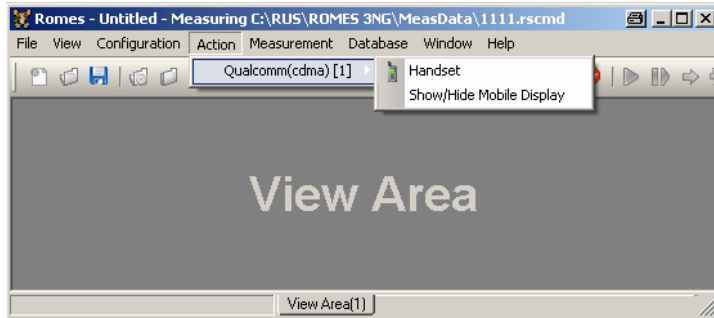 Romes - Untitled - Measuring C:\RUS\ROMES 3NG\MeasData\1111.rscmd
File View Configuration Action Measurement Database Window Help
Qualcomm(cdma) [1]
Handset
Show/Hide Mobile Display
View Area
View Area(1)